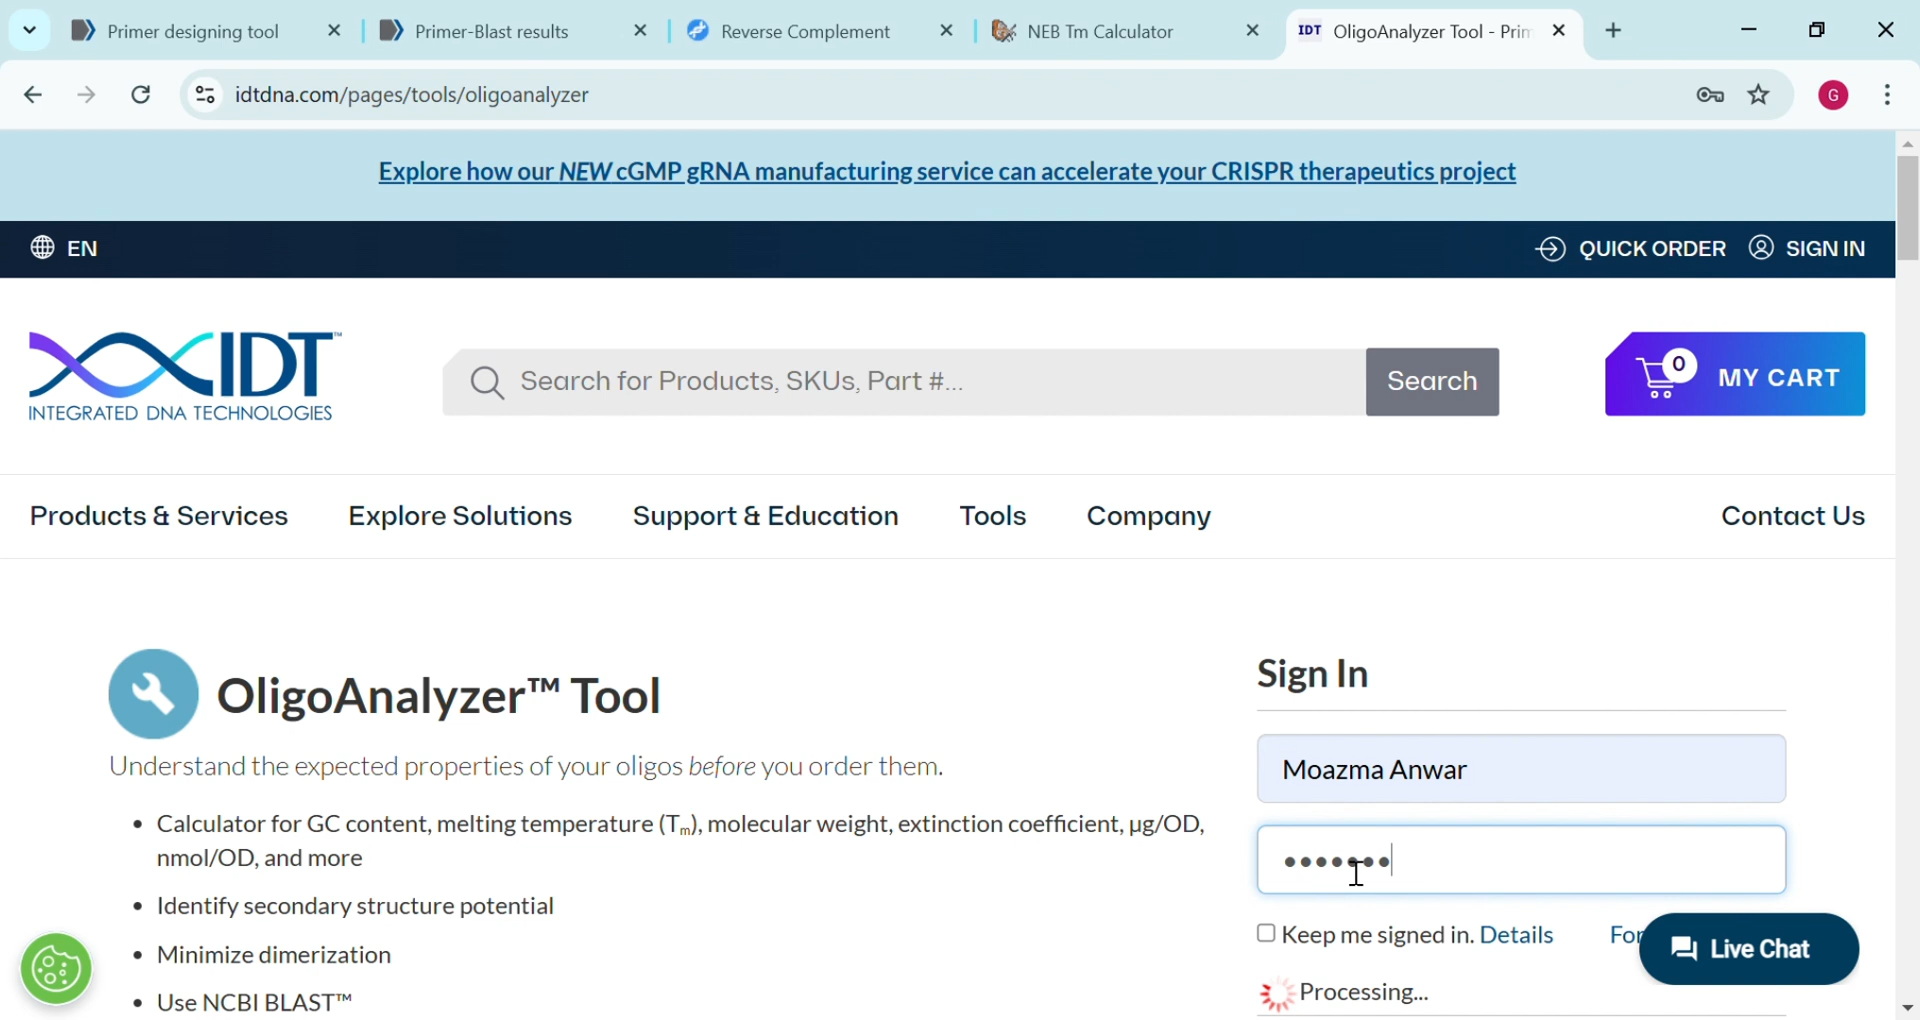 Primer designing tool
Primer-Blast results
Reverse Complement
NEB Tm Calculator
IDT OligoAnalyzer Tool - Prim
idtdna.com/pages/tools/oligoanalyzer
G
Explore how our NEW cGMP gRNA manufacturing service can accelerate your CRISPR therapeutics project
EN
QUICK ORDER
SIGN IN
IDT™
INTEGRATED DNA TECHNOLOGIES
Search for Products, SKUs, Part #...
Search
0
MY CART
Products & Services
Explore Solutions
Support & Education
Tools
Company
Contact Us
OligoAnalyzer™ Tool
Understand the expected properties of your oligos before you order them.
• Calculator for GC content, melting temperature (Tm), molecular weight, extinction coefficient, µg/OD,
nmol/OD, and more
• Identify secondary structure potential
• Minimize dimerization
• Use NCBI BLAST™
Sign In
Moazma Anwar
•••••••
Keep me signed in. Details
For
Live Chat
Processing...